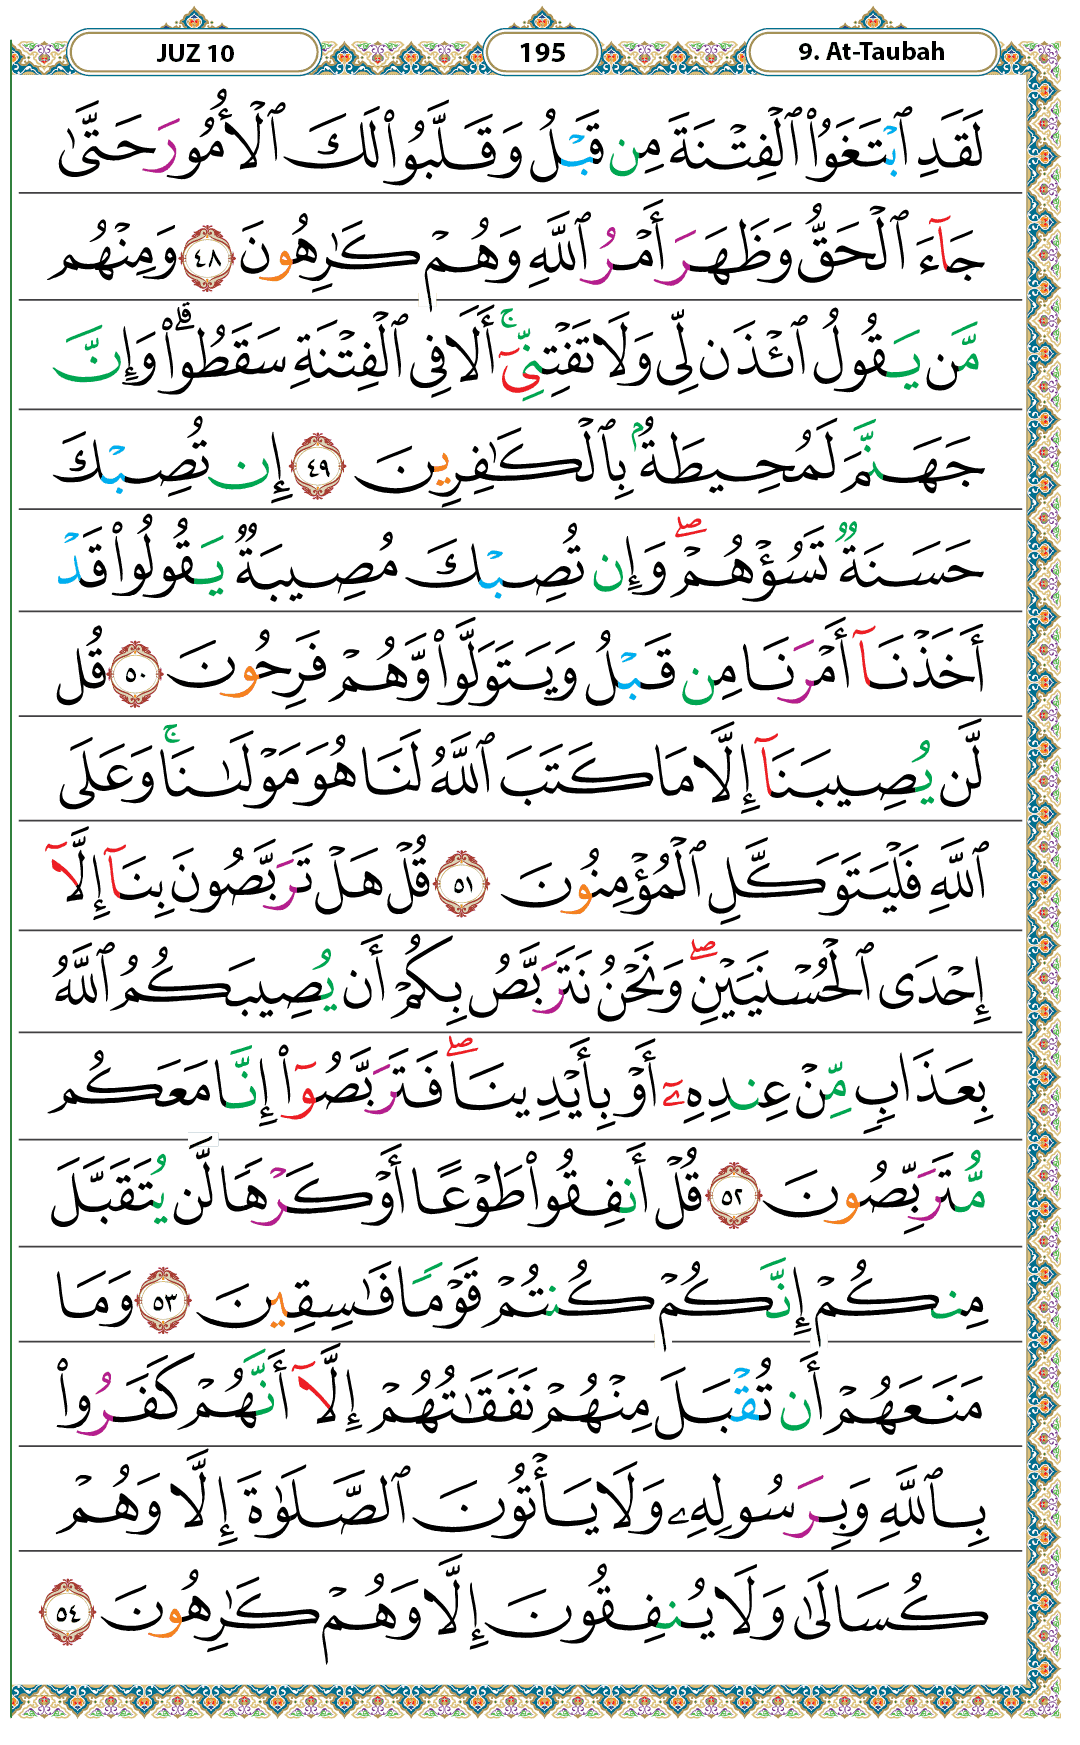 JUZ 10
195
9. At-Taubah
لَقَدِ ٱبْتَغَوُا۟ ٱلْفِتْنَةَ مِن قَبْلُ وَقَلَّبُوا۟ لَكَ ٱلْأُمُورَ حَتَّىٰ
جَآءَ ٱلْحَقُّ وَظَهَرَ أَمْرُ ٱللَّهِ وَهُمْ كَـٰرِهُونَ ٤٨ وَمِنْهُم
مَّن يَقُولُ ٱئْذَن لِّى وَلَا تَفْتِنِّىٓ ۚ أَلَا فِى ٱلْفِتْنَةِ سَقَطُوا۟ ۗ وَإِنَّ
جَهَنَّمَ لَمُحِيطَةٌۢ بِٱلْكَـٰفِرِينَ ٤٩ إِن تُصِبْكَ
حَسَنَةٌ تَسُؤْهُمْ ۖ وَإِن تُصِبْكَ مُصِيبَةٌ يَقُولُوا۟ قَدْ
أَخَذْنَآ أَمْرَنَا مِن قَبْلُ وَيَتَوَلَّوا۟ وَّهُمْ فَرِحُونَ ٥٠ قُل
لَّن يُصِيبَنَآ إِلَّا مَا كَتَبَ ٱللَّهُ لَنَا هُوَ مَوْلَىٰنَا ۚ وَعَلَى
ٱللَّهِ فَلْيَتَوَكَّلِ ٱلْمُؤْمِنُونَ ٥١ قُلْ هَلْ تَرَبَّصُونَ بِنَآ إِلَّآ
إِحْدَى ٱلْحُسْنَيَيْنِ ۖ وَنَحْنُ نَتَرَبَّصُ بِكُمْ أَن يُصِيبَكُمُ ٱللَّهُ
بِعَذَابٍ مِّنْ عِندِهِۦٓ أَوْ بِأَيْدِينَا ۖ فَتَرَبَّصُوٓا۟ إِنَّا مَعَكُم
مُّتَرَبِّصُونَ ٥٢ قُلْ أَنفِقُوا۟ طَوْعًا أَوْ كَرْهًا لَّن يُتَقَبَّلَ
مِنكُمْ إِنَّكُمْ كُنتُمْ قَوْمًا فَـٰسِقِينَ ٥٣ وَمَا
مَنَعَهُمْ أَن تُقْبَلَ مِنْهُمْ نَفَقَـٰتُهُمْ إِلَّآ أَنَّهُمْ كَفَرُوا۟
بِٱللَّهِ وَبِرَسُولِهِۦ وَلَا يَأْتُونَ ٱلصَّلَوٰةَ إِلَّا وَهُمْ
كُسَالَىٰ وَلَا يُنفِقُونَ إِلَّا وَهُمْ كَـٰرِهُونَ ٥٤